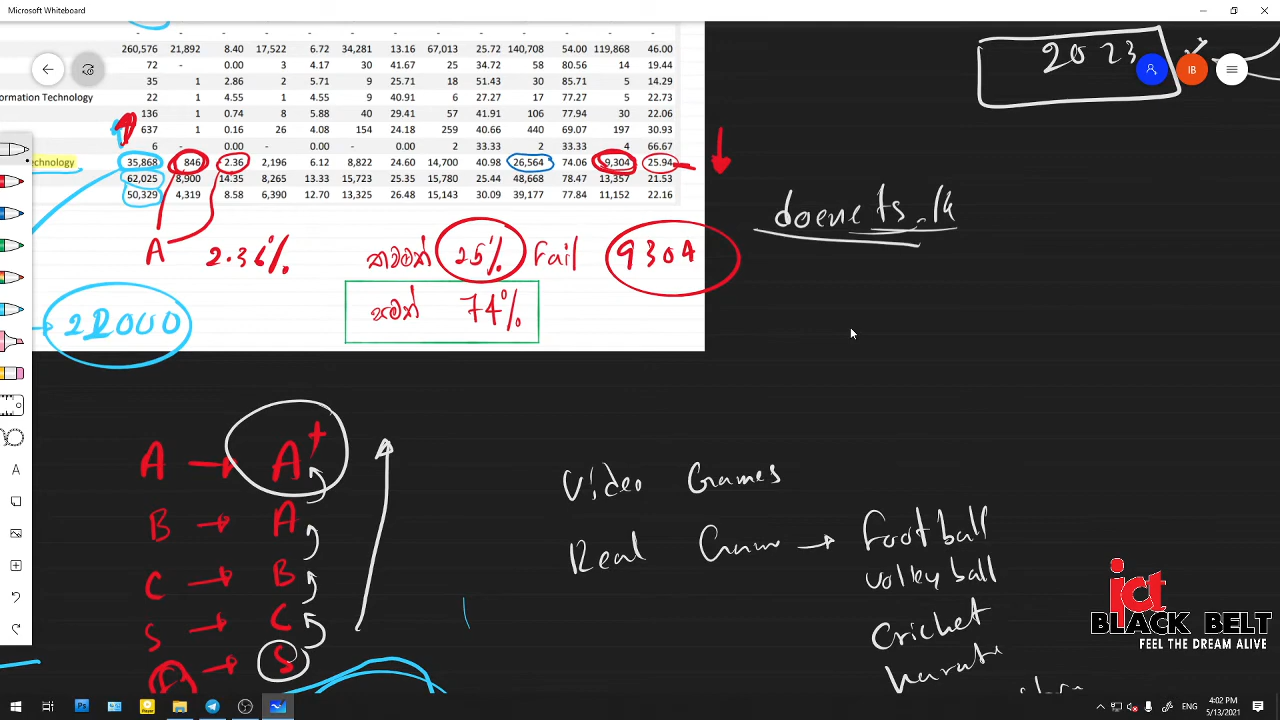 Microsoft Whiteboard
- - - - - - - - - - -
260,576 21,892 8.40 17,522 6.72 34,281 13.16 17,013 25.72 140,708 54.00 119,868 46.00
72 - 0.00 3 4.17 30 41.67 25 34.72 58 80.56 14 19.44
35 1 2.86 2 5.71 9 25.71 18 51.43 30 85.71 5 14.29
ormation Technology 22 1 4.55 1 4.55 9 40.91 6 27.27 17 77.27 5 22.73
136 1 0.74 8 5.88 40 29.41 57 41.91 106 77.94 30 22.06
637 1 0.16 26 4.08 154 24.18 259 40.66 440 69.07 197 30.93
6 - 0.00 - 0.00 - 0.00 2 33.33 2 33.33 4 66.67
echnology 35,868 846 2.36 2,196 6.12 8,822 24.60 14,700 40.98 26,564 74.06 9,304 25.94
62,025 8,900 14.35 8,265 13.33 15,723 25.35 15,780 25.44 48,668 78.47 13,357 21.53
50,329 4,319 8.58 6,390 12.70 13,325 26.48 15,143 30.09 39,177 77.84 11,152 22.16
2023
IB
A 2.36% 25% Fail 9304
සමත් 74%
22000
A → A+
B → A
C → B
S → C
F → S
Video Games
Real Game → Football
volley ball
Cricket
karate
ict
BLACK BELT
FEEL THE DREAM ALIVE
ENG
4:02 PM
5/13/2021